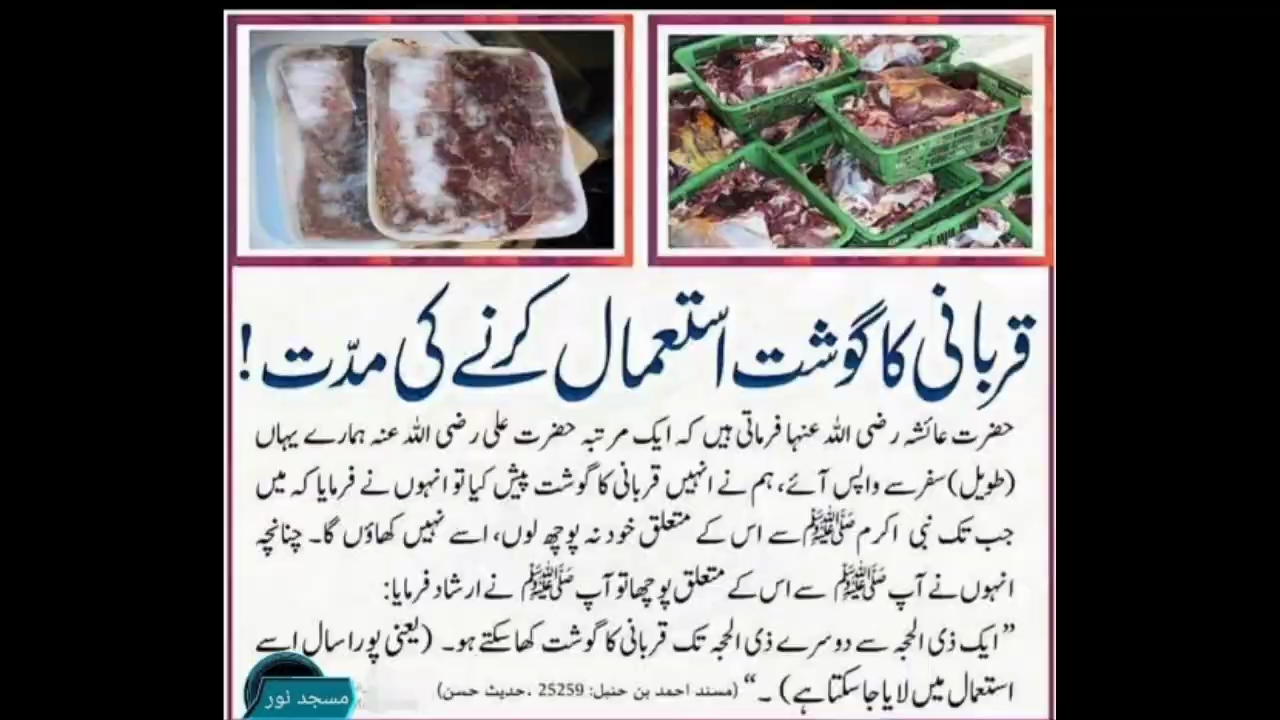 قربانی کا گوشت استعمال کرنے کی مدّت!
حضرت عائشہ رضی اللہ عنہا فرماتی ہیں کہ ایک مرتبہ حضرت علی رضی اللہ عنہ ہمارے یہاں
(طویل) سفر سے واپس آئے، ہم نے انہیں قربانی کا گوشت پیش کیا تو انہوں نے فرمایا کہ میں
جب تک نبی اکرم ﷺ سے اس کے متعلق خود نہ پوچھ لوں، اسے نہیں کھاؤں گا۔ چنانچہ
انہوں نے آپ ﷺ سے اس کے متعلق پوچھا تو آپ ﷺ نے ارشاد فرمایا:
”ایک ذی الحجہ سے دوسرے ذی الحجہ تک قربانی کا گوشت کھا سکتے ہو۔ (یعنی پورا سال اسے
استعمال میں لایا جا سکتا ہے) ۔“ (مسند احمد بن حنبل: 25259 ،حدیث حسن)
مسجد نور